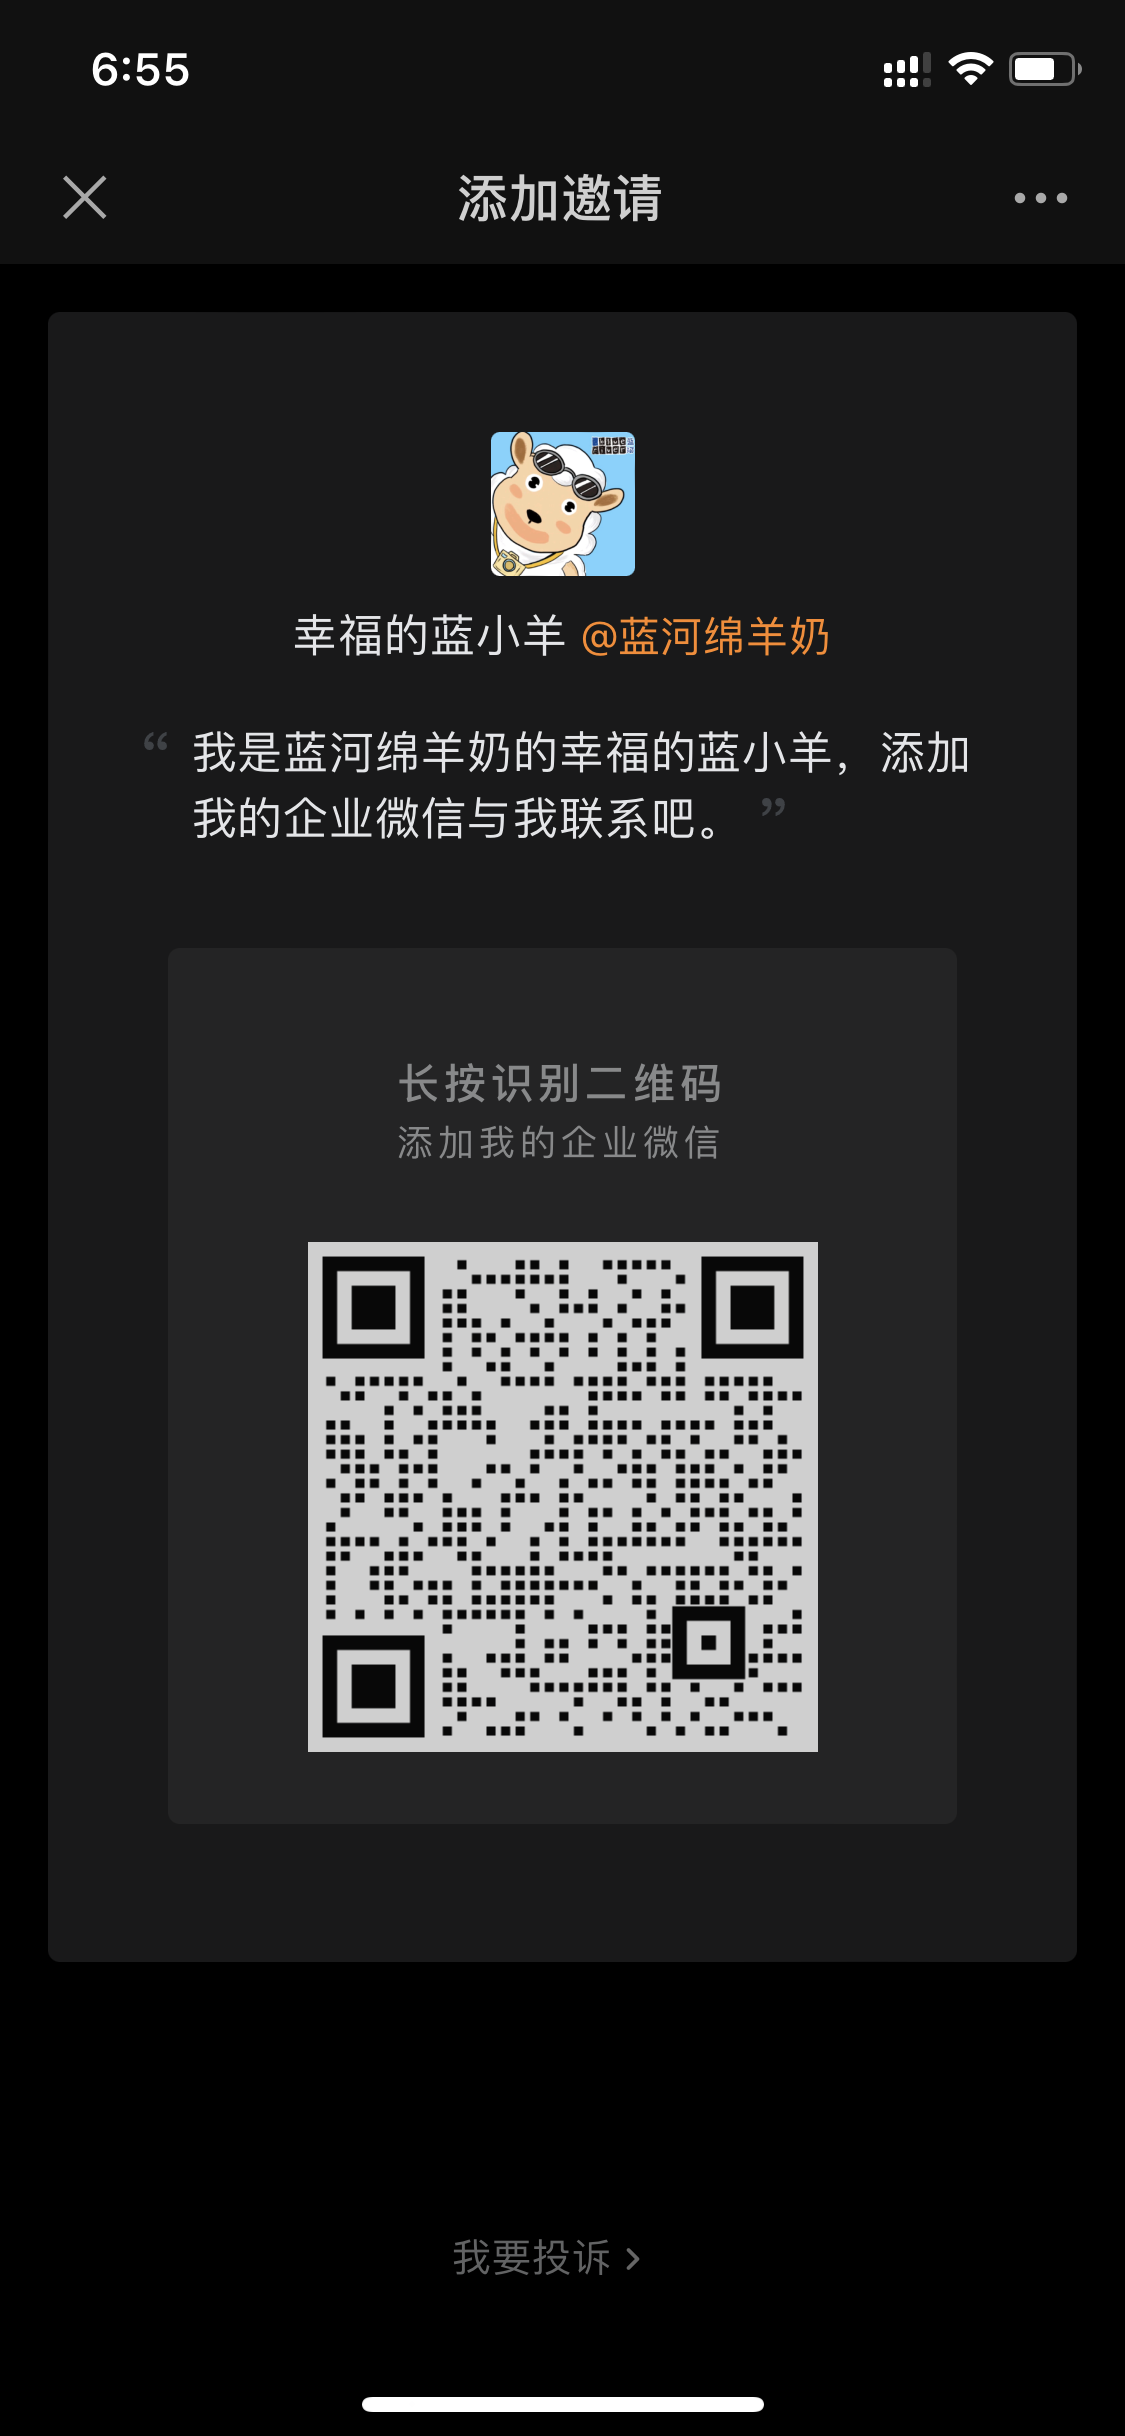 6:55
添加邀请
幸福的蓝小羊 @蓝河绵羊奶
“ 我是蓝河绵羊奶的幸福的蓝小羊，添加
我的企业微信与我联系吧。 ”
长按识别二维码
添加我的企业微信
我要投诉